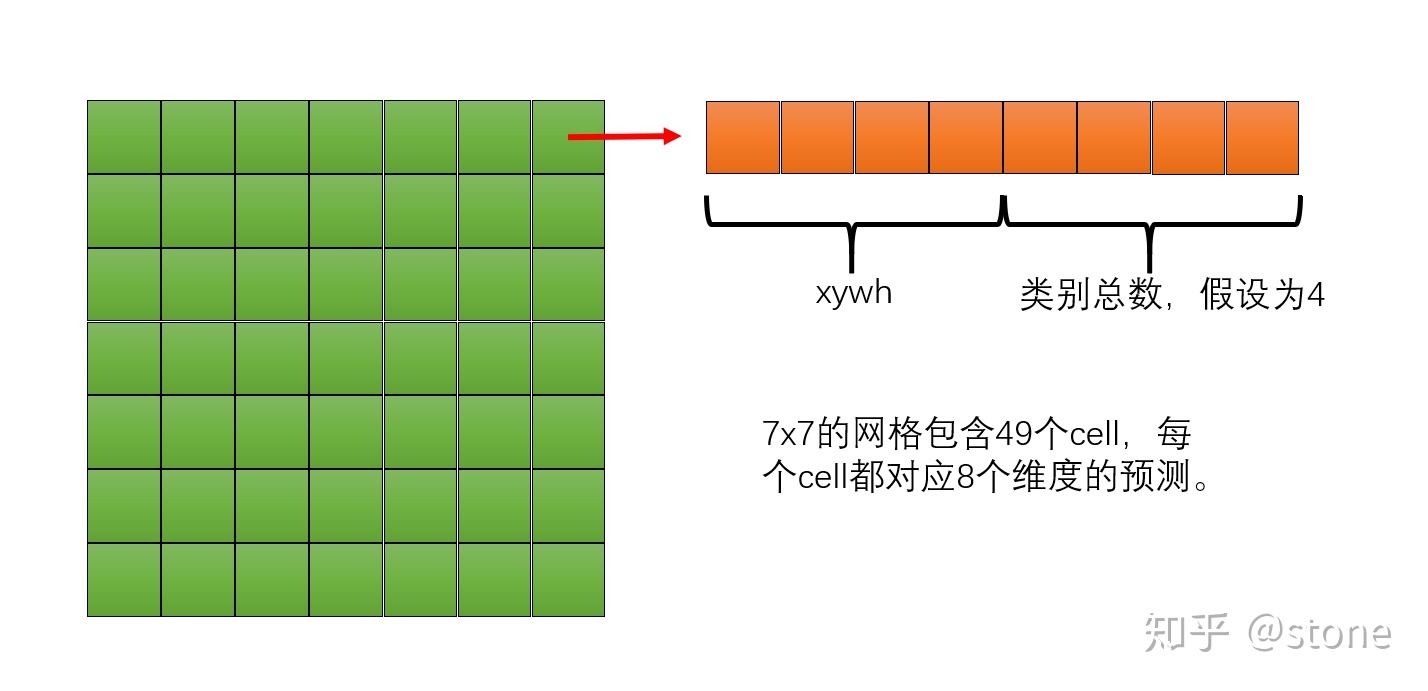 xywh
类别总数，假设为4
7x7的网格包含49个cell，每
个cell都对应8个维度的预测。
知乎 @stone